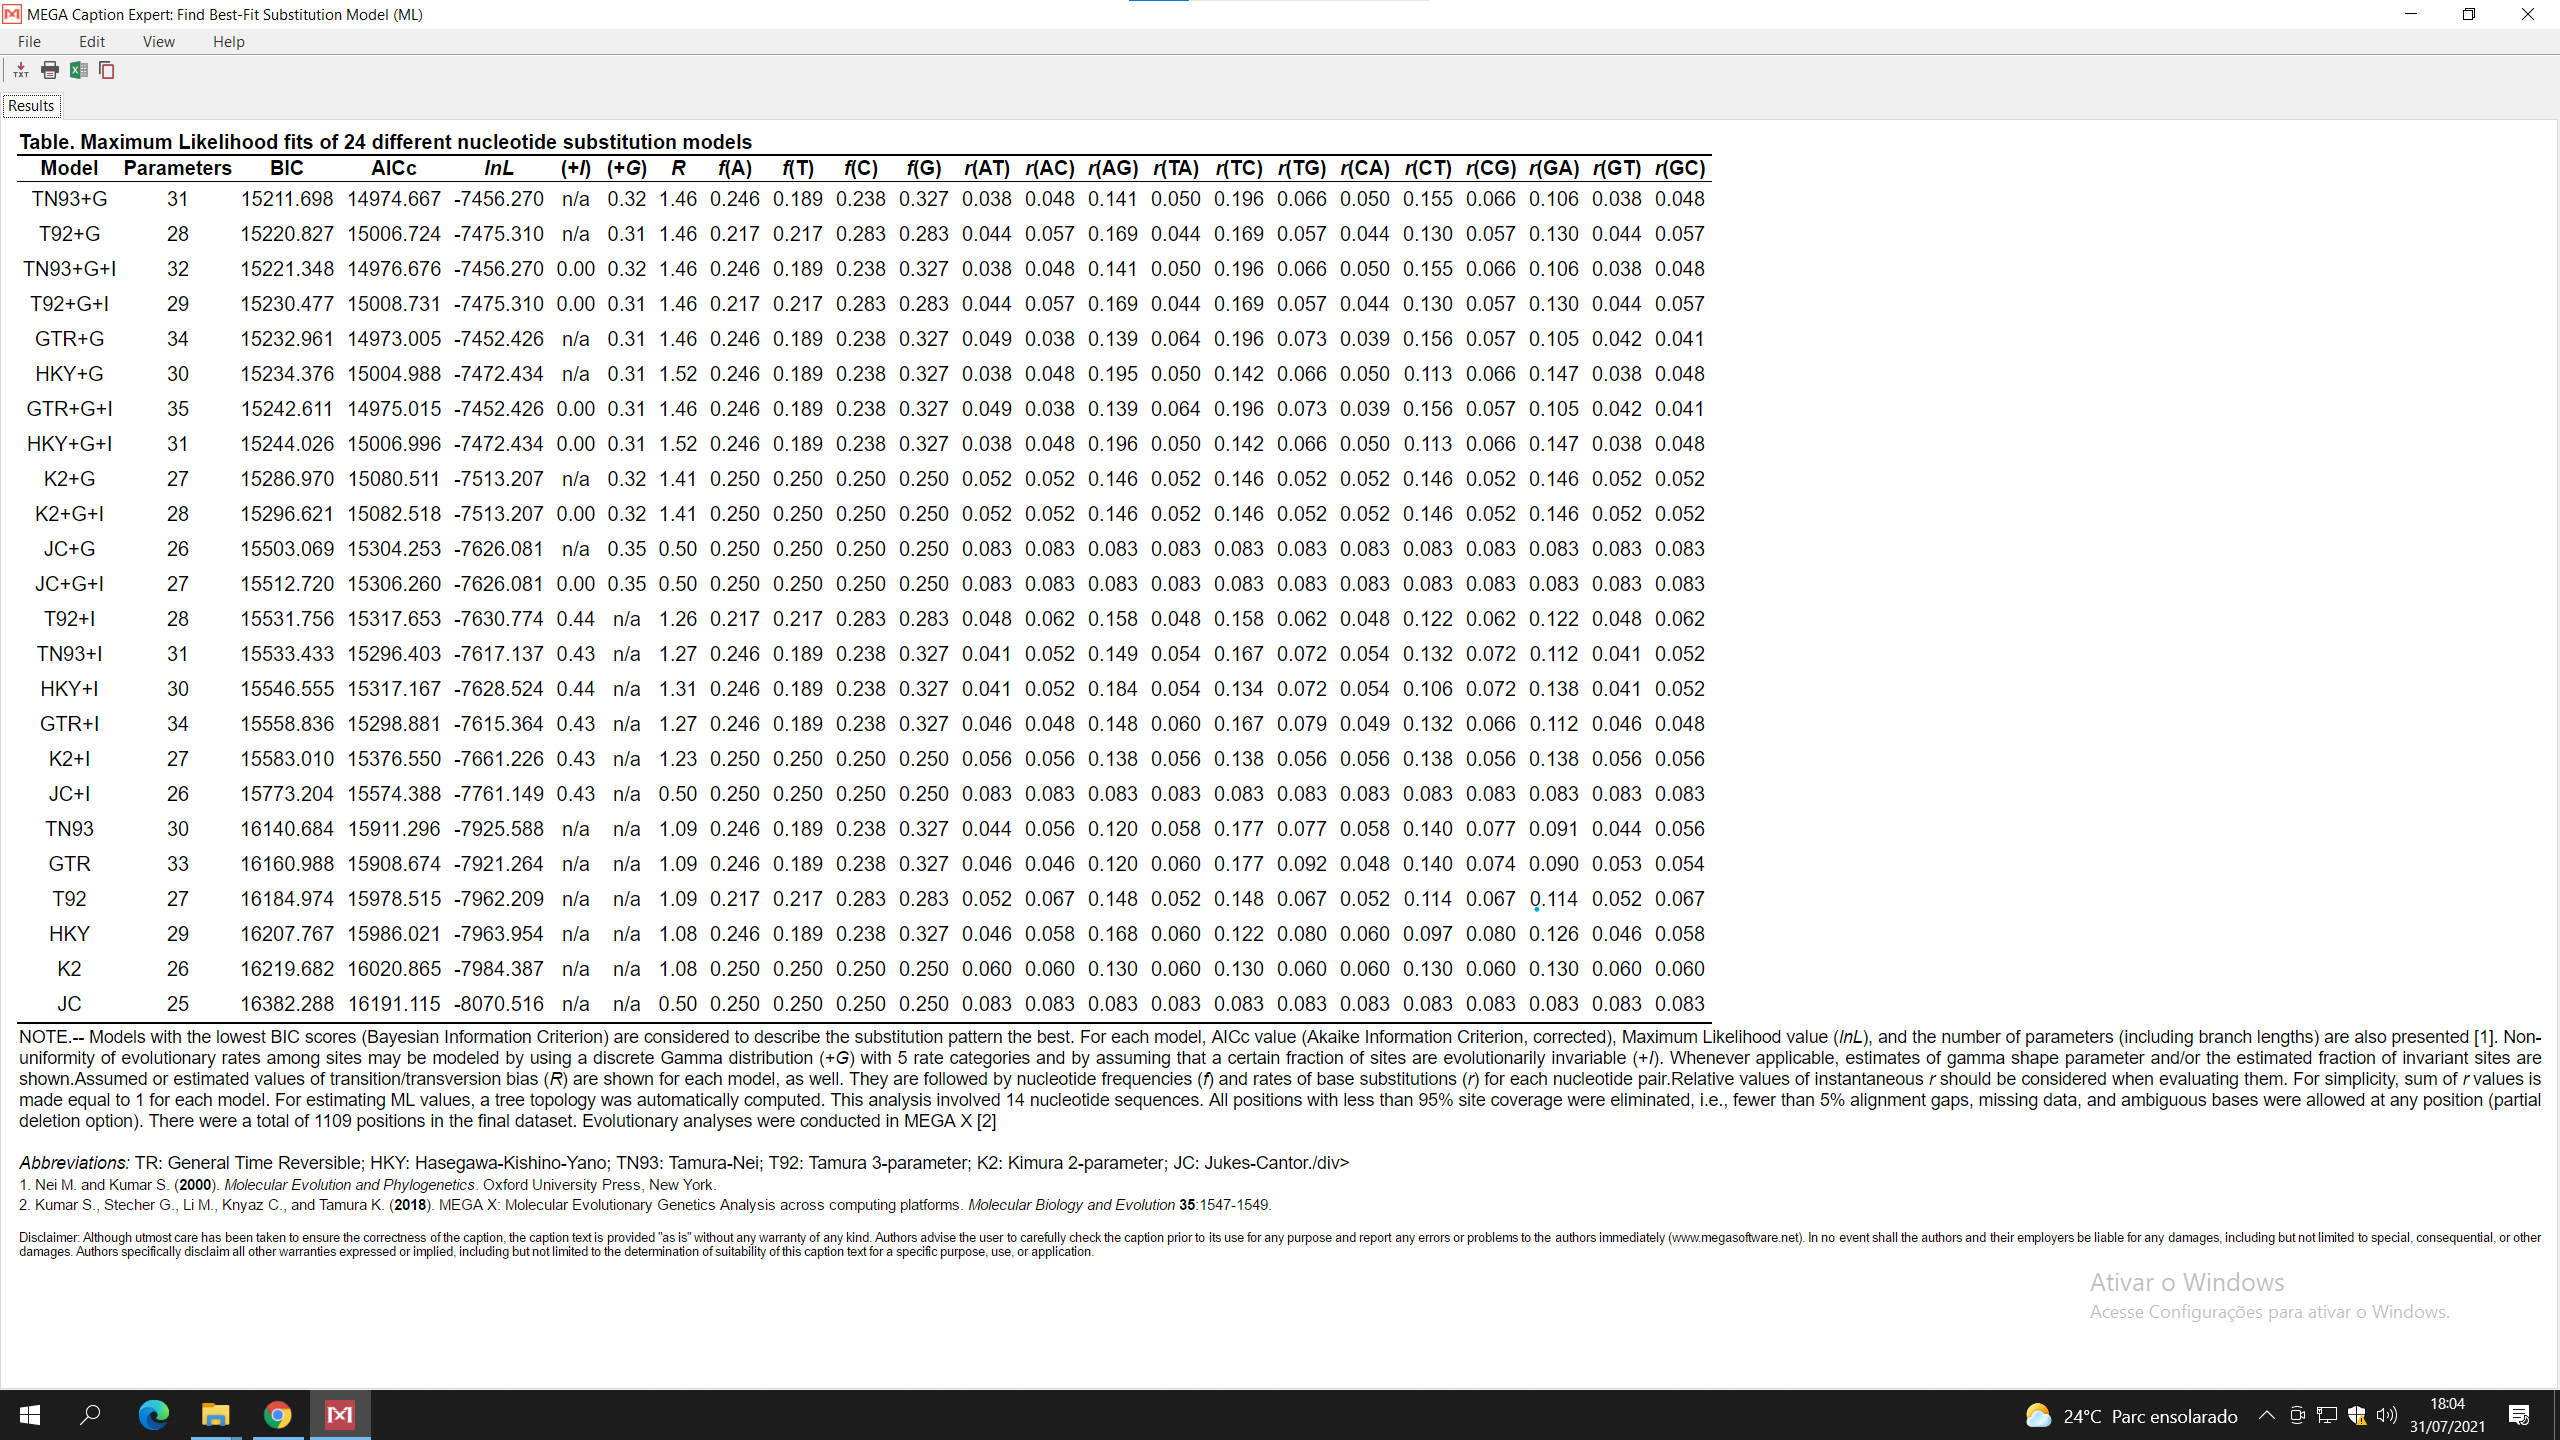 MEGA Caption Expert: Find Best-Fit Substitution Model (ML)
File Edit View Help
TXT
Results
Table. Maximum Likelihood fits of 24 different nucleotide substitution models
Model Parameters BIC AICc lnL (+I) (+G) R f(A) f(T) f(C) f(G) r(AT) r(AC) r(AG) r(TA) r(TC) r(TG) r(CA) r(CT) r(CG) r(GA) r(GT) r(GC)
TN93+G 31 15211.698 14974.667 -7456.270 n/a 0.32 1.46 0.246 0.189 0.238 0.327 0.038 0.048 0.141 0.050 0.196 0.066 0.050 0.155 0.066 0.106 0.038 0.048
T92+G 28 15220.827 15006.724 -7475.310 n/a 0.31 1.46 0.217 0.217 0.283 0.283 0.044 0.057 0.169 0.044 0.169 0.057 0.044 0.130 0.057 0.130 0.044 0.057
TN93+G+I 32 15221.348 14976.676 -7456.270 0.00 0.32 1.46 0.246 0.189 0.238 0.327 0.038 0.048 0.141 0.050 0.196 0.066 0.050 0.155 0.066 0.106 0.038 0.048
T92+G+I 29 15230.477 15008.731 -7475.310 0.00 0.31 1.46 0.217 0.217 0.283 0.283 0.044 0.057 0.169 0.044 0.169 0.057 0.044 0.130 0.057 0.130 0.044 0.057
GTR+G 34 15232.961 14973.005 -7452.426 n/a 0.31 1.46 0.246 0.189 0.238 0.327 0.049 0.038 0.139 0.064 0.196 0.073 0.039 0.156 0.057 0.105 0.042 0.041
HKY+G 30 15234.376 15004.988 -7472.434 n/a 0.31 1.52 0.246 0.189 0.238 0.327 0.038 0.048 0.195 0.050 0.142 0.066 0.050 0.113 0.066 0.147 0.038 0.048
GTR+G+I 35 15242.611 14975.015 -7452.426 0.00 0.31 1.46 0.246 0.189 0.238 0.327 0.049 0.038 0.139 0.064 0.196 0.073 0.039 0.156 0.057 0.105 0.042 0.041
HKY+G+I 31 15244.026 15006.996 -7472.434 0.00 0.31 1.52 0.246 0.189 0.238 0.327 0.038 0.048 0.196 0.050 0.142 0.066 0.050 0.113 0.066 0.147 0.038 0.048
K2+G 27 15286.970 15080.511 -7513.207 n/a 0.32 1.41 0.250 0.250 0.250 0.250 0.052 0.052 0.146 0.052 0.146 0.052 0.052 0.146 0.052 0.146 0.052 0.052
K2+G+I 28 15296.621 15082.518 -7513.207 0.00 0.32 1.41 0.250 0.250 0.250 0.250 0.052 0.052 0.146 0.052 0.146 0.052 0.052 0.146 0.052 0.146 0.052 0.052
JC+G 26 15503.069 15304.253 -7626.081 n/a 0.35 0.50 0.250 0.250 0.250 0.250 0.083 0.083 0.083 0.083 0.083 0.083 0.083 0.083 0.083 0.083 0.083 0.083
JC+G+I 27 15512.720 15306.260 -7626.081 0.00 0.35 0.50 0.250 0.250 0.250 0.250 0.083 0.083 0.083 0.083 0.083 0.083 0.083 0.083 0.083 0.083 0.083 0.083
T92+I 28 15531.756 15317.653 -7630.774 0.44 n/a 1.26 0.217 0.217 0.283 0.283 0.048 0.062 0.158 0.048 0.158 0.062 0.048 0.122 0.062 0.122 0.048 0.062
TN93+I 31 15533.433 15296.403 -7617.137 0.43 n/a 1.27 0.246 0.189 0.238 0.327 0.041 0.052 0.149 0.054 0.167 0.072 0.054 0.132 0.072 0.112 0.041 0.052
HKY+I 30 15546.555 15317.167 -7628.524 0.44 n/a 1.31 0.246 0.189 0.238 0.327 0.041 0.052 0.184 0.054 0.134 0.072 0.054 0.106 0.072 0.138 0.041 0.052
GTR+I 34 15558.836 15298.881 -7615.364 0.43 n/a 1.27 0.246 0.189 0.238 0.327 0.046 0.048 0.148 0.060 0.167 0.079 0.049 0.132 0.066 0.112 0.046 0.048
K2+I 27 15583.010 15376.550 -7661.226 0.43 n/a 1.23 0.250 0.250 0.250 0.250 0.056 0.056 0.138 0.056 0.138 0.056 0.056 0.138 0.056 0.138 0.056 0.056
JC+I 26 15773.204 15574.388 -7761.149 0.43 n/a 0.50 0.250 0.250 0.250 0.250 0.083 0.083 0.083 0.083 0.083 0.083 0.083 0.083 0.083 0.083 0.083 0.083
TN93 30 16140.684 15911.296 -7925.588 n/a n/a 1.09 0.246 0.189 0.238 0.327 0.044 0.056 0.120 0.058 0.177 0.077 0.058 0.140 0.077 0.091 0.044 0.056
GTR 33 16160.988 15908.674 -7921.264 n/a n/a 1.09 0.246 0.189 0.238 0.327 0.046 0.046 0.120 0.060 0.177 0.092 0.048 0.140 0.074 0.090 0.053 0.054
T92 27 16184.974 15978.515 -7962.209 n/a n/a 1.09 0.217 0.217 0.283 0.283 0.052 0.067 0.148 0.052 0.148 0.067 0.052 0.114 0.067 0.114 0.052 0.067
HKY 29 16207.767 15986.021 -7963.954 n/a n/a 1.08 0.246 0.189 0.238 0.327 0.046 0.058 0.168 0.060 0.122 0.080 0.060 0.097 0.080 0.126 0.046 0.058
K2 26 16219.682 16020.865 -7984.387 n/a n/a 1.08 0.250 0.250 0.250 0.250 0.060 0.060 0.130 0.060 0.130 0.060 0.060 0.130 0.060 0.130 0.060 0.060
JC 25 16382.288 16191.115 -8070.516 n/a n/a 0.50 0.250 0.250 0.250 0.250 0.083 0.083 0.083 0.083 0.083 0.083 0.083 0.083 0.083 0.083 0.083 0.083
NOTE.-- Models with the lowest BIC scores (Bayesian Information Criterion) are considered to describe the substitution pattern the best. For each model, AICc value (Akaike Information Criterion, corrected), Maximum Likelihood value (lnL), and the number of parameters (including branch lengths) are also presented [1]. Non-
uniformity of evolutionary rates among sites may be modeled by using a discrete Gamma distribution (+G) with 5 rate categories and by assuming that a certain fraction of sites are evolutionarily invariable (+I). Whenever applicable, estimates of gamma shape parameter and/or the estimated fraction of invariant sites are
shown.Assumed or estimated values of transition/transversion bias (R) are shown for each model, as well. They are followed by nucleotide frequencies (f) and rates of base substitutions (r) for each nucleotide pair.Relative values of instantaneous r should be considered when evaluating them. For simplicity, sum of r values is
made equal to 1 for each model. For estimating ML values, a tree topology was automatically computed. This analysis involved 14 nucleotide sequences. All positions with less than 95% site coverage were eliminated, i.e., fewer than 5% alignment gaps, missing data, and ambiguous bases were allowed at any position (partial
deletion option). There were a total of 1109 positions in the final dataset. Evolutionary analyses were conducted in MEGA X [2]
Abbreviations: TR: General Time Reversible; HKY: Hasegawa-Kishino-Yano; TN93: Tamura-Nei; T92: Tamura 3-parameter; K2: Kimura 2-parameter; JC: Jukes-Cantor./div>
1. Nei M. and Kumar S. (2000). Molecular Evolution and Phylogenetics. Oxford University Press, New York.
2. Kumar S., Stecher G., Li M., Knyaz C., and Tamura K. (2018). MEGA X: Molecular Evolutionary Genetics Analysis across computing platforms. Molecular Biology and Evolution 35:1547-1549.
Disclaimer: Although utmost care has been taken to ensure the correctness of the caption, the caption text is provided "as is" without any warranty of any kind. Authors advise the user to carefully check the caption prior to its use for any purpose and report any errors or problems to the authors immediately (www.megasoftware.net). In no event shall the authors and their employers be liable for any damages, including but not limited to special, consequential, or other
damages. Authors specifically disclaim all other warranties expressed or implied, including but not limited to the determination of suitability of this caption text for a specific purpose, use, or application.
Ativar o Windows
Acesse Configurações para ativar o Windows.
24°C Parc ensolarado
18:04
31/07/2021